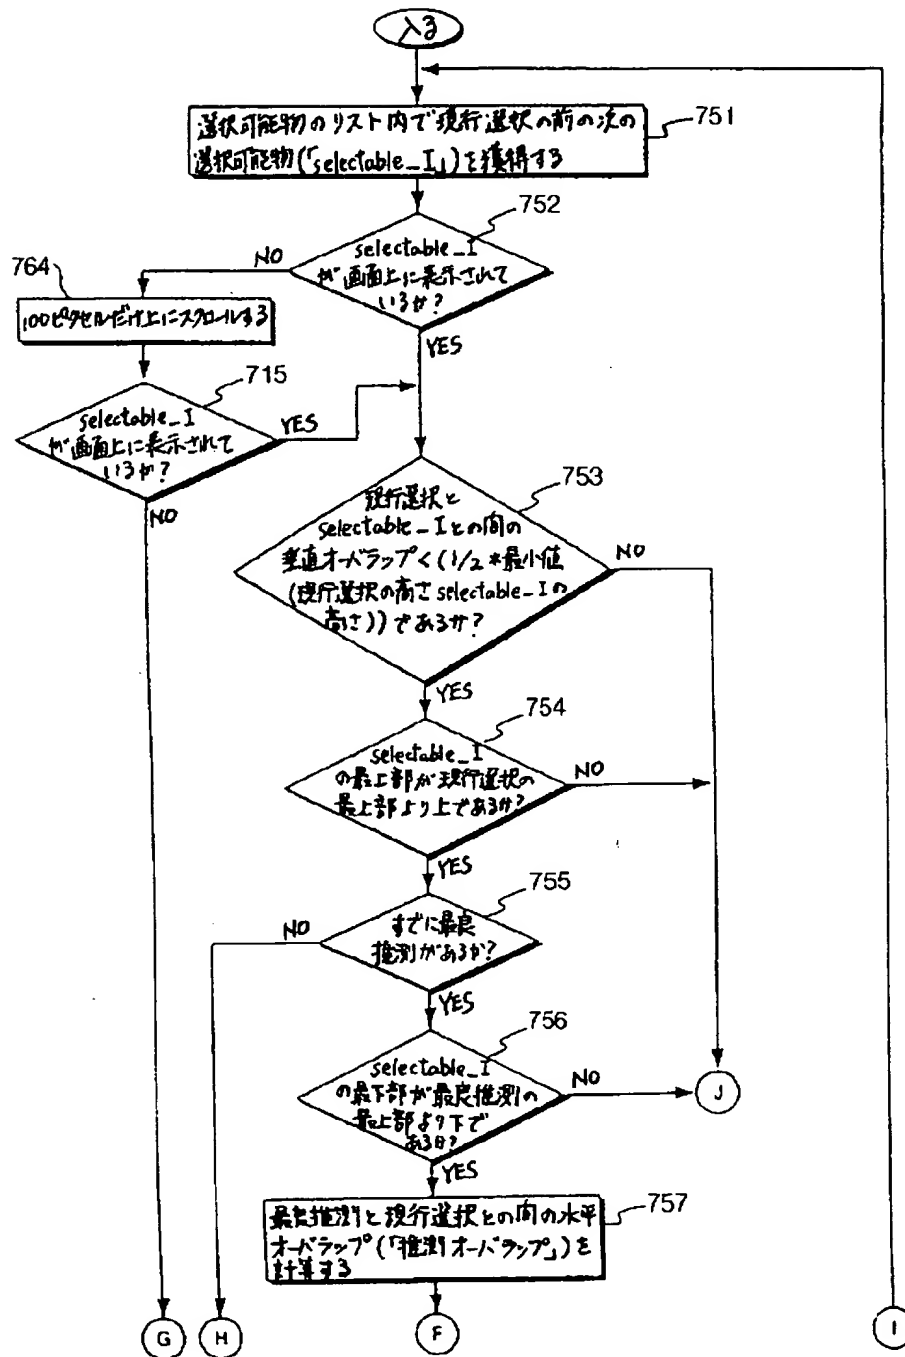 入る
選択可能物のリスト内で現行選択の前の次の
選択可能物(「selectable_I」)を獲得する
751
752
selectable_I
が画面上に表示されて
いるか?
NO
YES
764
100ピクセルだけ上にスクロールする
715
selectable_I
が画面上に表示されて
いるか?
YES
NO
753
現行選択と
selectable_Iとの間の
垂直オーバラップ<(1/2*最小値
(現行選択の高さselectable_Iの
高さ))であるか?
NO
YES
754
selectable_I
の最上部が現行選択の
最上部より上であるか?
NO
YES
755
すでに最良
推測があるか?
NO
YES
756
selectable_I
の最下部が最良推測の
最上部より下で
あるか?
NO
J
YES
757
最良推測と現行選択との間の水平
オーバラップ(「推測オーバラップ」)を
計算する
G
H
F
I